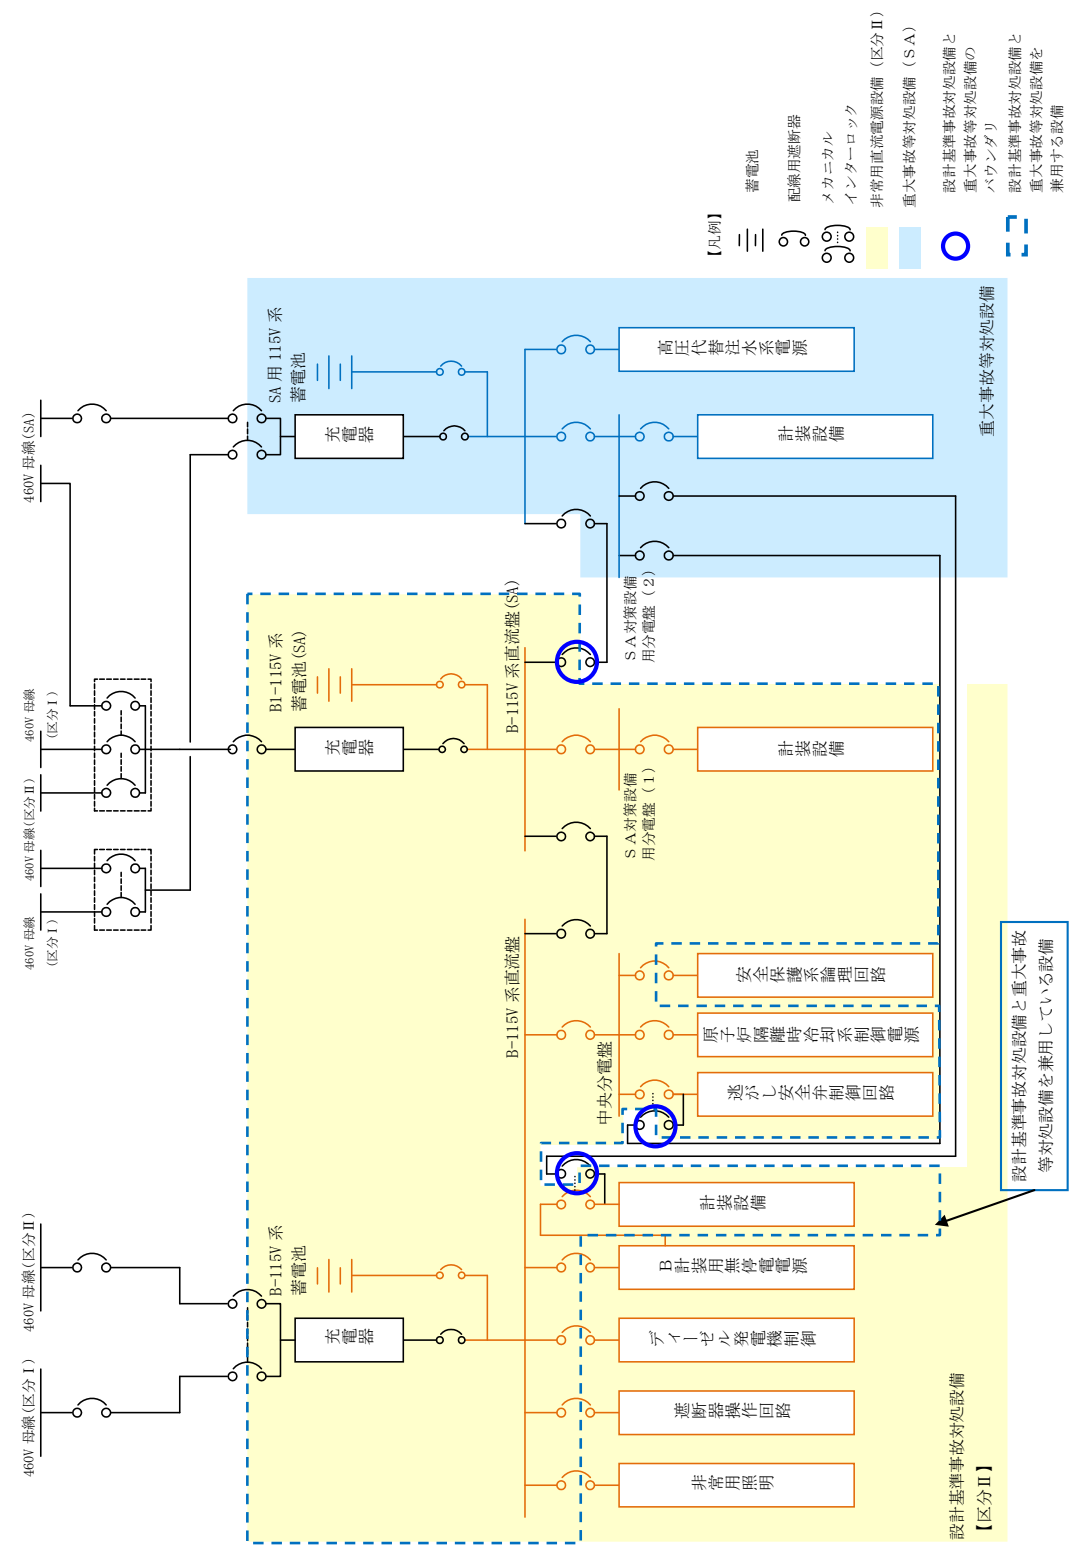 460V 母線(区分Ⅰ)
460V 母線(区分Ⅱ)
460V 母線
(区分Ⅰ)
460V 母線(区分Ⅱ)
460V 母線
(区分Ⅰ)
460V 母線(SA)
B-115V 系
蓄電池
充電器
B1-115V 系
蓄電池(SA)
充電器
SA 用 115V 系
蓄電池
充電器
B-115V 系直流盤
B-115V 系直流盤(SA)
中央分電盤
SA対策設備
用分電盤（1）
SA対策設備
用分電盤（2）
非常用照明
遮断器操作回路
ディーゼル発電機制御
B計装用無停電電源
計装設備
逃がし安全弁制御回路
原子炉隔離時冷却系制御電源
安全保護系論理回路
計装設備
計装設備
高圧代替注水系電源
設計基準事故対処設備
【区分Ⅱ】
重大事故等対処設備
設計基準事故対処設備と重大事故
等対処設備を兼用している設備
【凡例】
蓄電池
配線用遮断器
メカニカル
インターロック
非常用直流電源設備（区分Ⅱ）
重大事故等対処設備（SA）
設計基準事故対処設備と
重大事故等対処設備の
バウンダリ
設計基準事故対処設備と
重大事故等対処設備を
兼用する設備